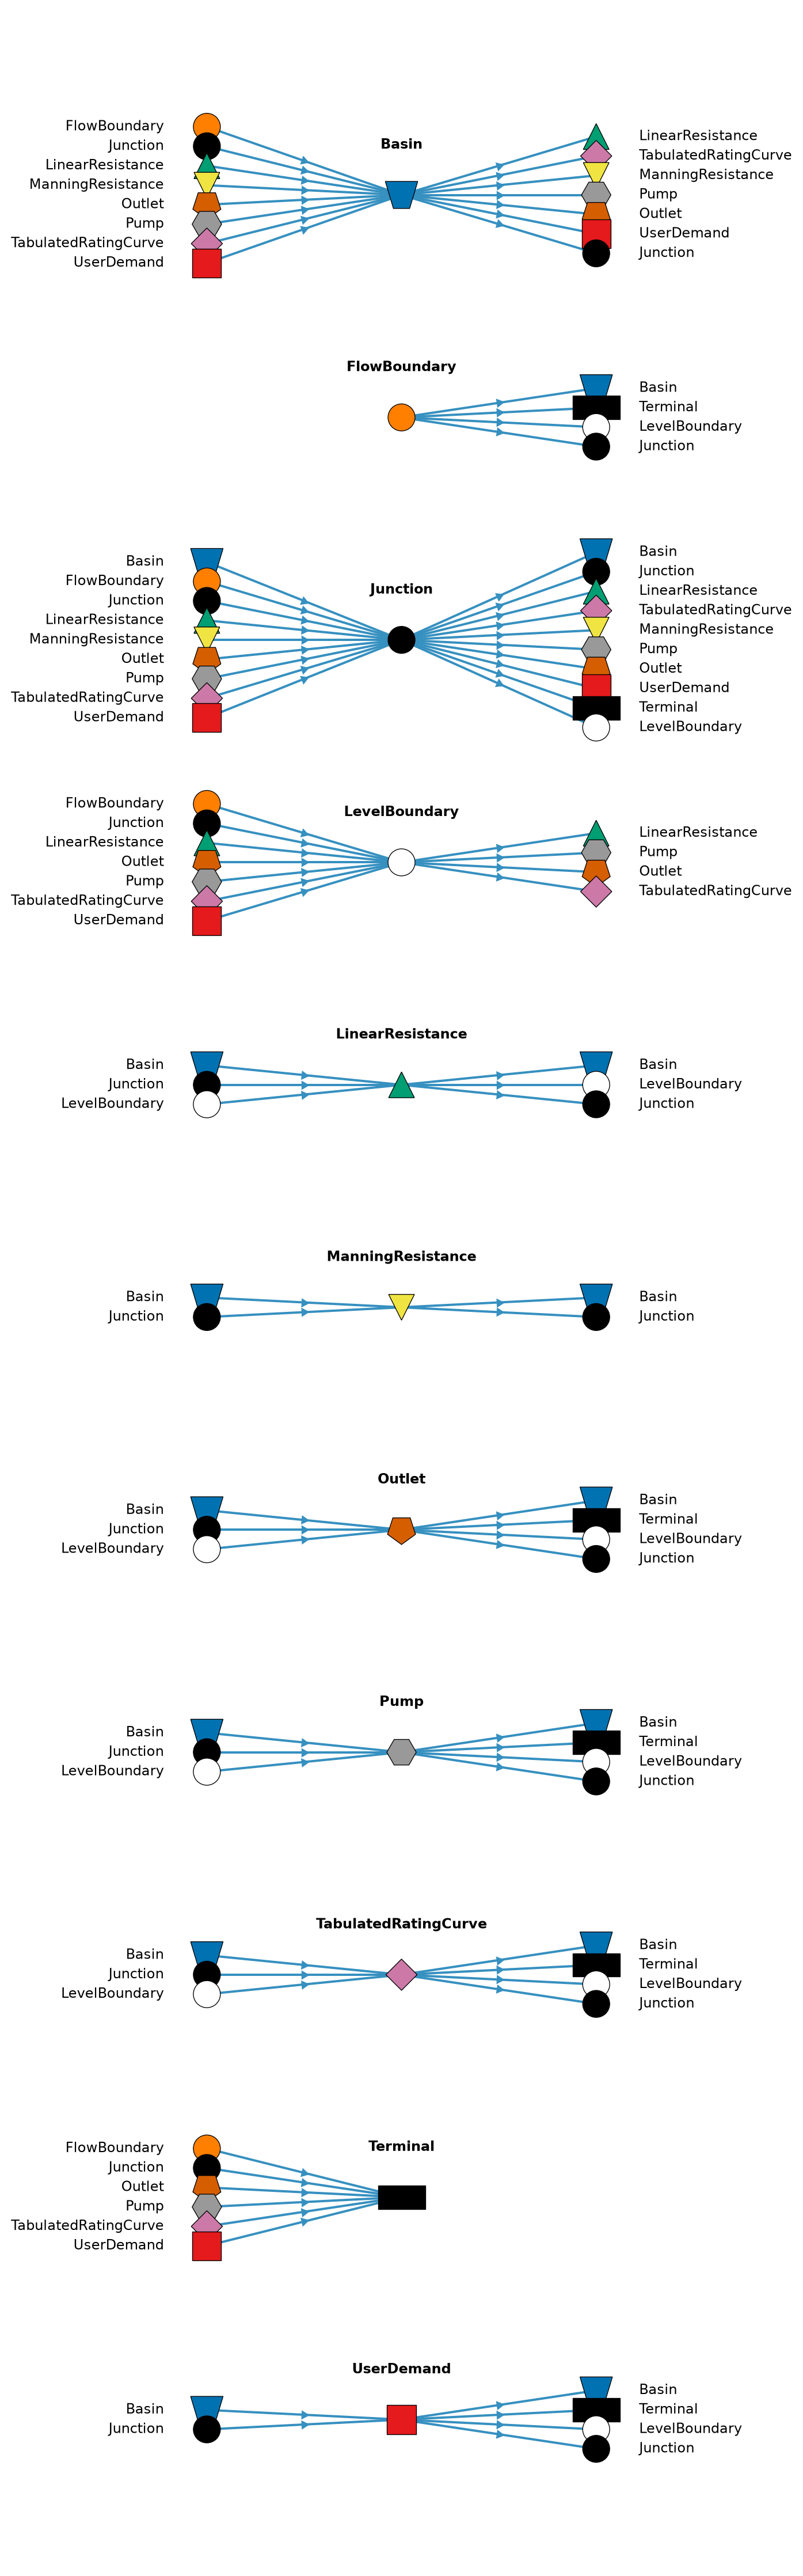 FlowBoundary
Junction
LinearResistance
ManningResistance
Outlet
Pump
TabulatedRatingCurve
UserDemand
Basin
LinearResistance
TabulatedRatingCurve
ManningResistance
Pump
Outlet
UserDemand
Junction
FlowBoundary
Basin
Terminal
LevelBoundary
Junction
Basin
FlowBoundary
Junction
LinearResistance
ManningResistance
Outlet
Pump
TabulatedRatingCurve
UserDemand
Junction
Basin
Junction
LinearResistance
TabulatedRatingCurve
ManningResistance
Pump
Outlet
UserDemand
Terminal
LevelBoundary
FlowBoundary
Junction
LinearResistance
Outlet
Pump
TabulatedRatingCurve
UserDemand
LevelBoundary
LinearResistance
Pump
Outlet
TabulatedRatingCurve
LinearResistance
Basin
Junction
LevelBoundary
Basin
LevelBoundary
Junction
ManningResistance
Basin
Junction
Basin
Junction
Outlet
Basin
Junction
LevelBoundary
Basin
Terminal
LevelBoundary
Junction
Pump
Basin
Junction
LevelBoundary
Basin
Terminal
LevelBoundary
Junction
TabulatedRatingCurve
Basin
Junction
LevelBoundary
Basin
Terminal
LevelBoundary
Junction
Terminal
FlowBoundary
Junction
Outlet
Pump
TabulatedRatingCurve
UserDemand
UserDemand
Basin
Junction
Basin
Terminal
LevelBoundary
Junction